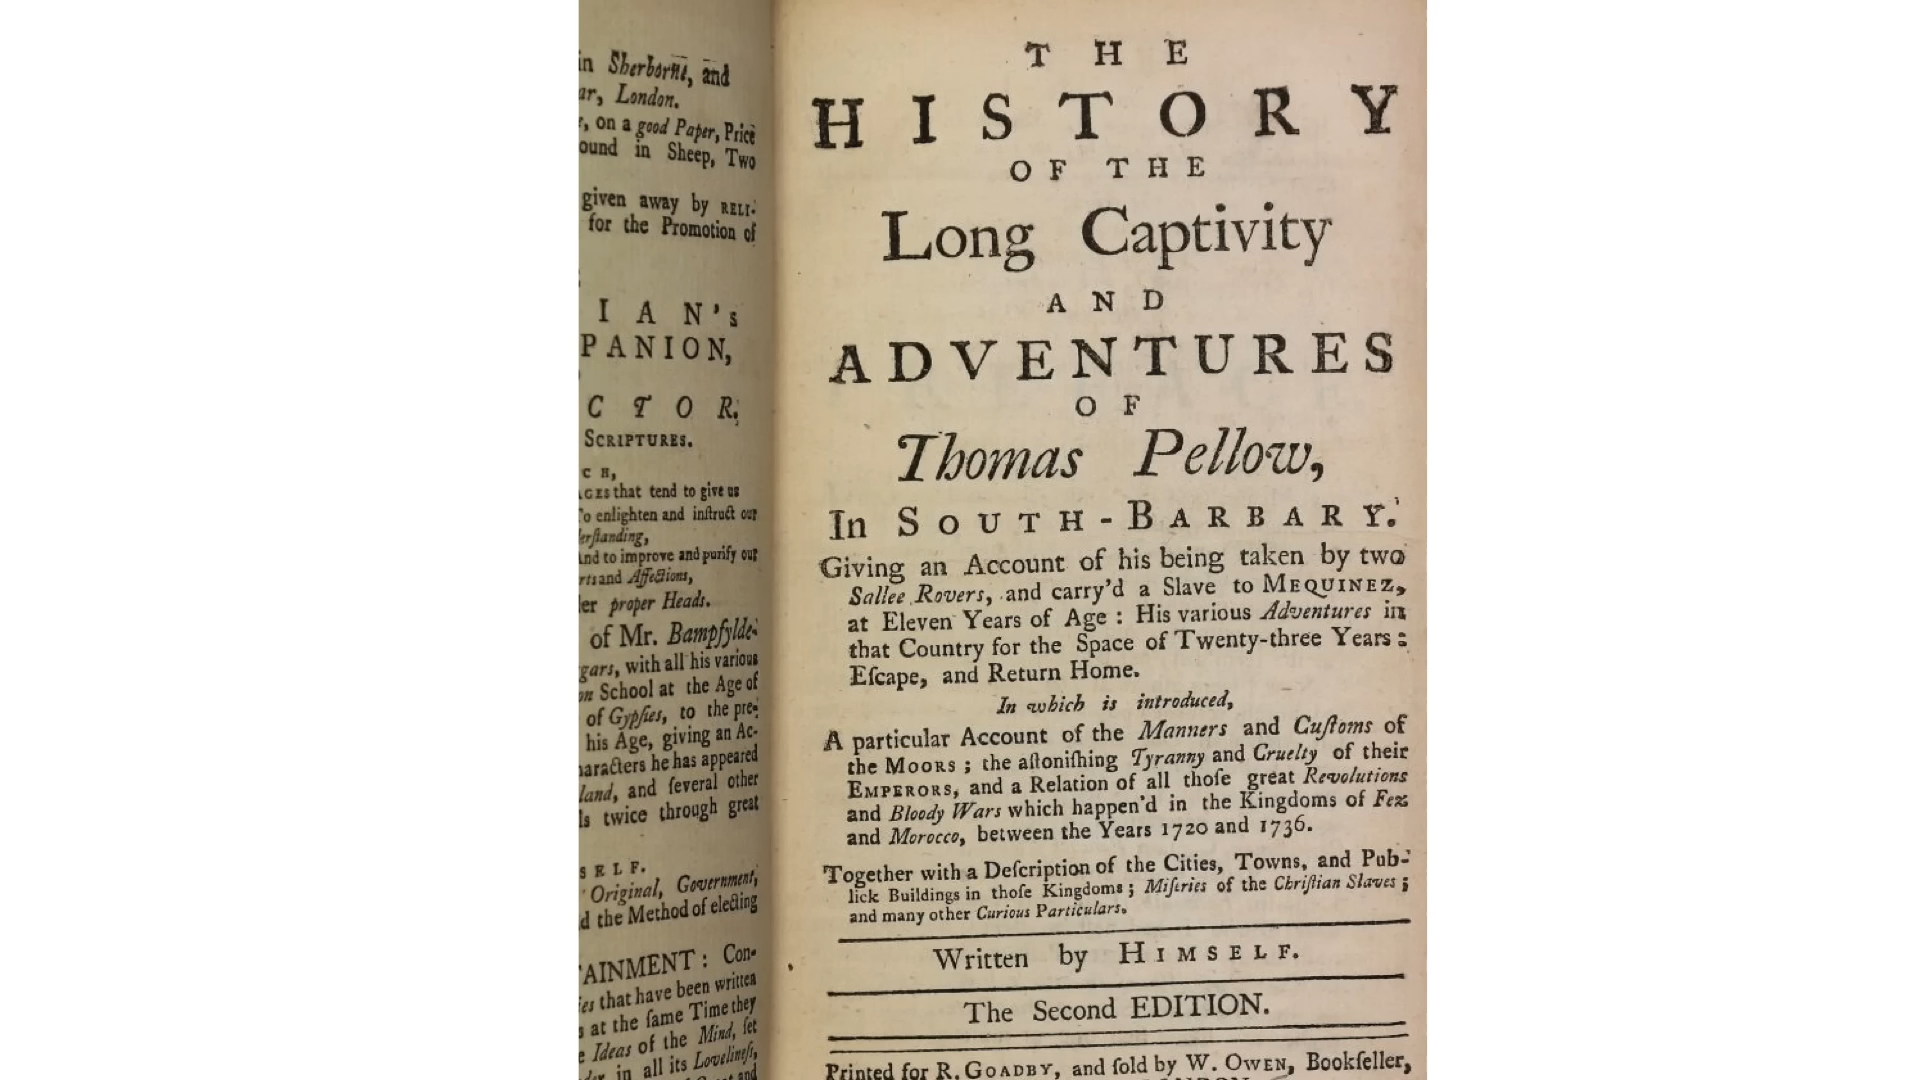 in Sherborne, and
ar, London.
r, on a good Paper, Price
ound in Sheep, Two
given away by RELI-
for the Promotion of
IAN's
PANION,
CTOR,
SCRIPTURES.
CH,
AGES that tend to give us
To enlighten and inſtruct our
erſtanding,
And to improve and purify our
rts and Affections,
er proper Heads.
of Mr. Bampfylde-
gars, with all his various
on School at the Age of
of Gypſies, to the pre-
his Age, giving an Ac-
haracters he has appeared
land, and ſeveral other
ls twice through great
SELF.
Original, Government,
d the Method of electing
AINMENT: Con-
ies that have been written
s at the ſame Time they
e Ideas of the Mind, ſet
der in all its Lovelineſs,
and
THE
HISTORY
OF THE
Long Captivity
AND
ADVENTURES
OF
Thomas Pellow,
In SOUTH-BARBARY.
Giving an Account of his being taken by two
Sallee Rovers, and carry'd a Slave to MEQUINEZ,
at Eleven Years of Age: His various Adventures in
that Country for the Space of Twenty-three Years:
Eſcape, and Return Home.
In which is introduced,
A particular Account of the Manners and Cuſtoms of
the MOORS; the aſtoniſhing Tyranny and Cruelty of their
EMPERORS, and a Relation of all thoſe great Revolutions
and Bloody Wars which happen'd in the Kingdoms of Fez
and Morocco, between the Years 1720 and 1736.
Together with a Deſcription of the Cities, Towns, and Pub-
lick Buildings in thoſe Kingdoms; Miſeries of the Chriſtian Slaves;
and many other Curious Particulars.
Written by HIMSELF.
The Second EDITION.
Printed for R. GOADBY, and ſold by W. OWEN, Bookſeller,